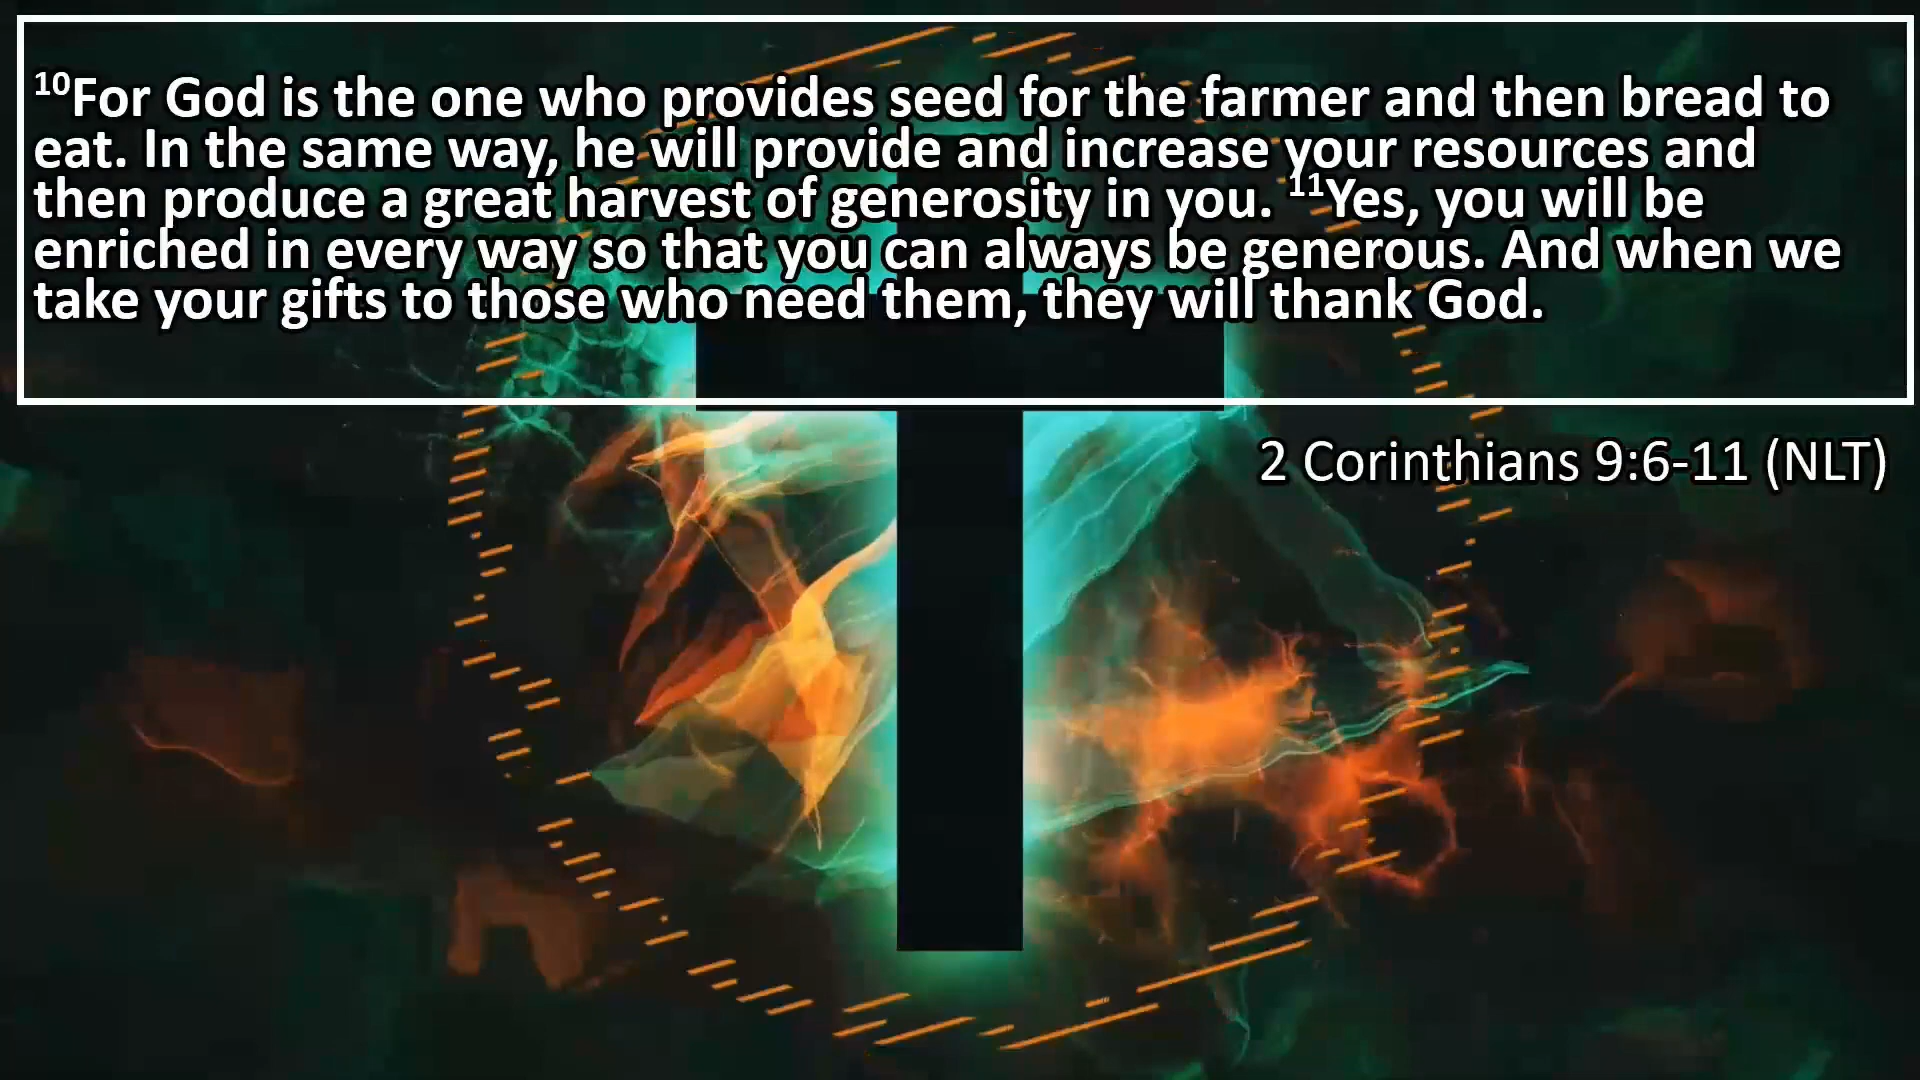 ¹⁰For God is the one who provides seed for the farmer and then bread to
eat. In the same way, he will provide and increase your resources and
then produce a great harvest of generosity in you. ¹¹Yes, you will be
enriched in every way so that you can always be generous. And when we
take your gifts to those who need them, they will thank God.
2 Corinthians 9:6-11 (NLT)